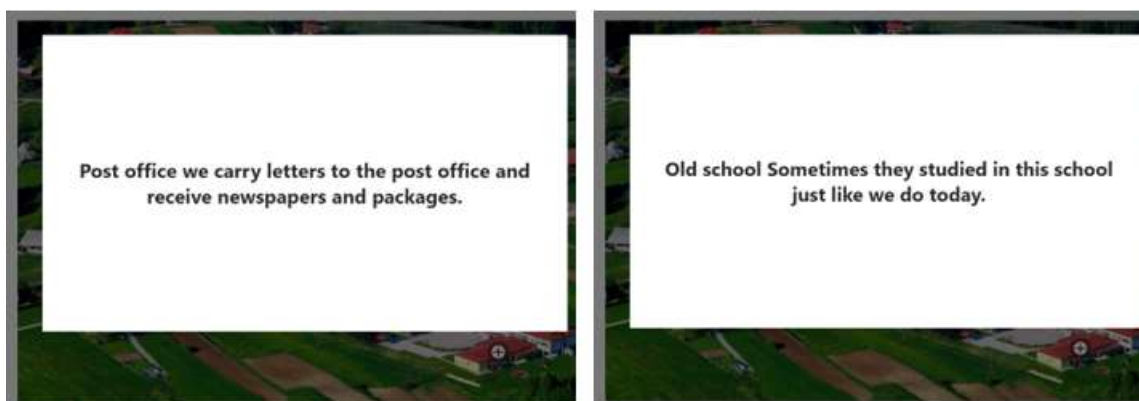 Post office we carry letters to the post office and
receive newspapers and packages.
Old school Sometimes they studied in this school
just like we do today.